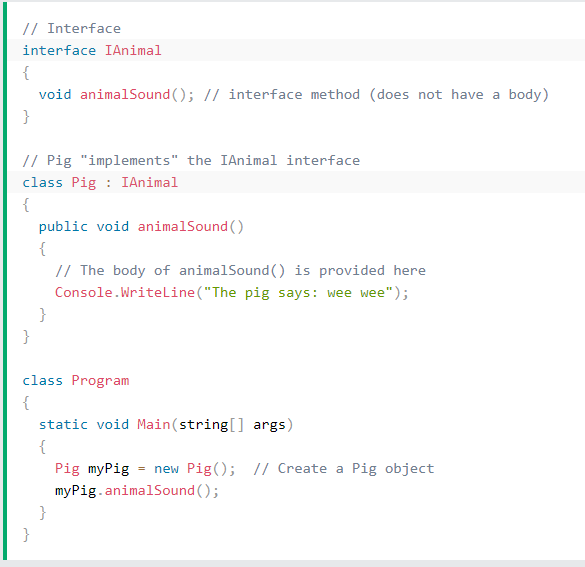 // Interface
interface IAnimal
{
  void animalSound(); // interface method (does not have a body)
}

// Pig "implements" the IAnimal interface
class Pig : IAnimal
{
  public void animalSound()
  {
    // The body of animalSound() is provided here
    Console.WriteLine("The pig says: wee wee");
  }
}

class Program
{
  static void Main(string[] args)
  {
    Pig myPig = new Pig();  // Create a Pig object
    myPig.animalSound();
  }
}